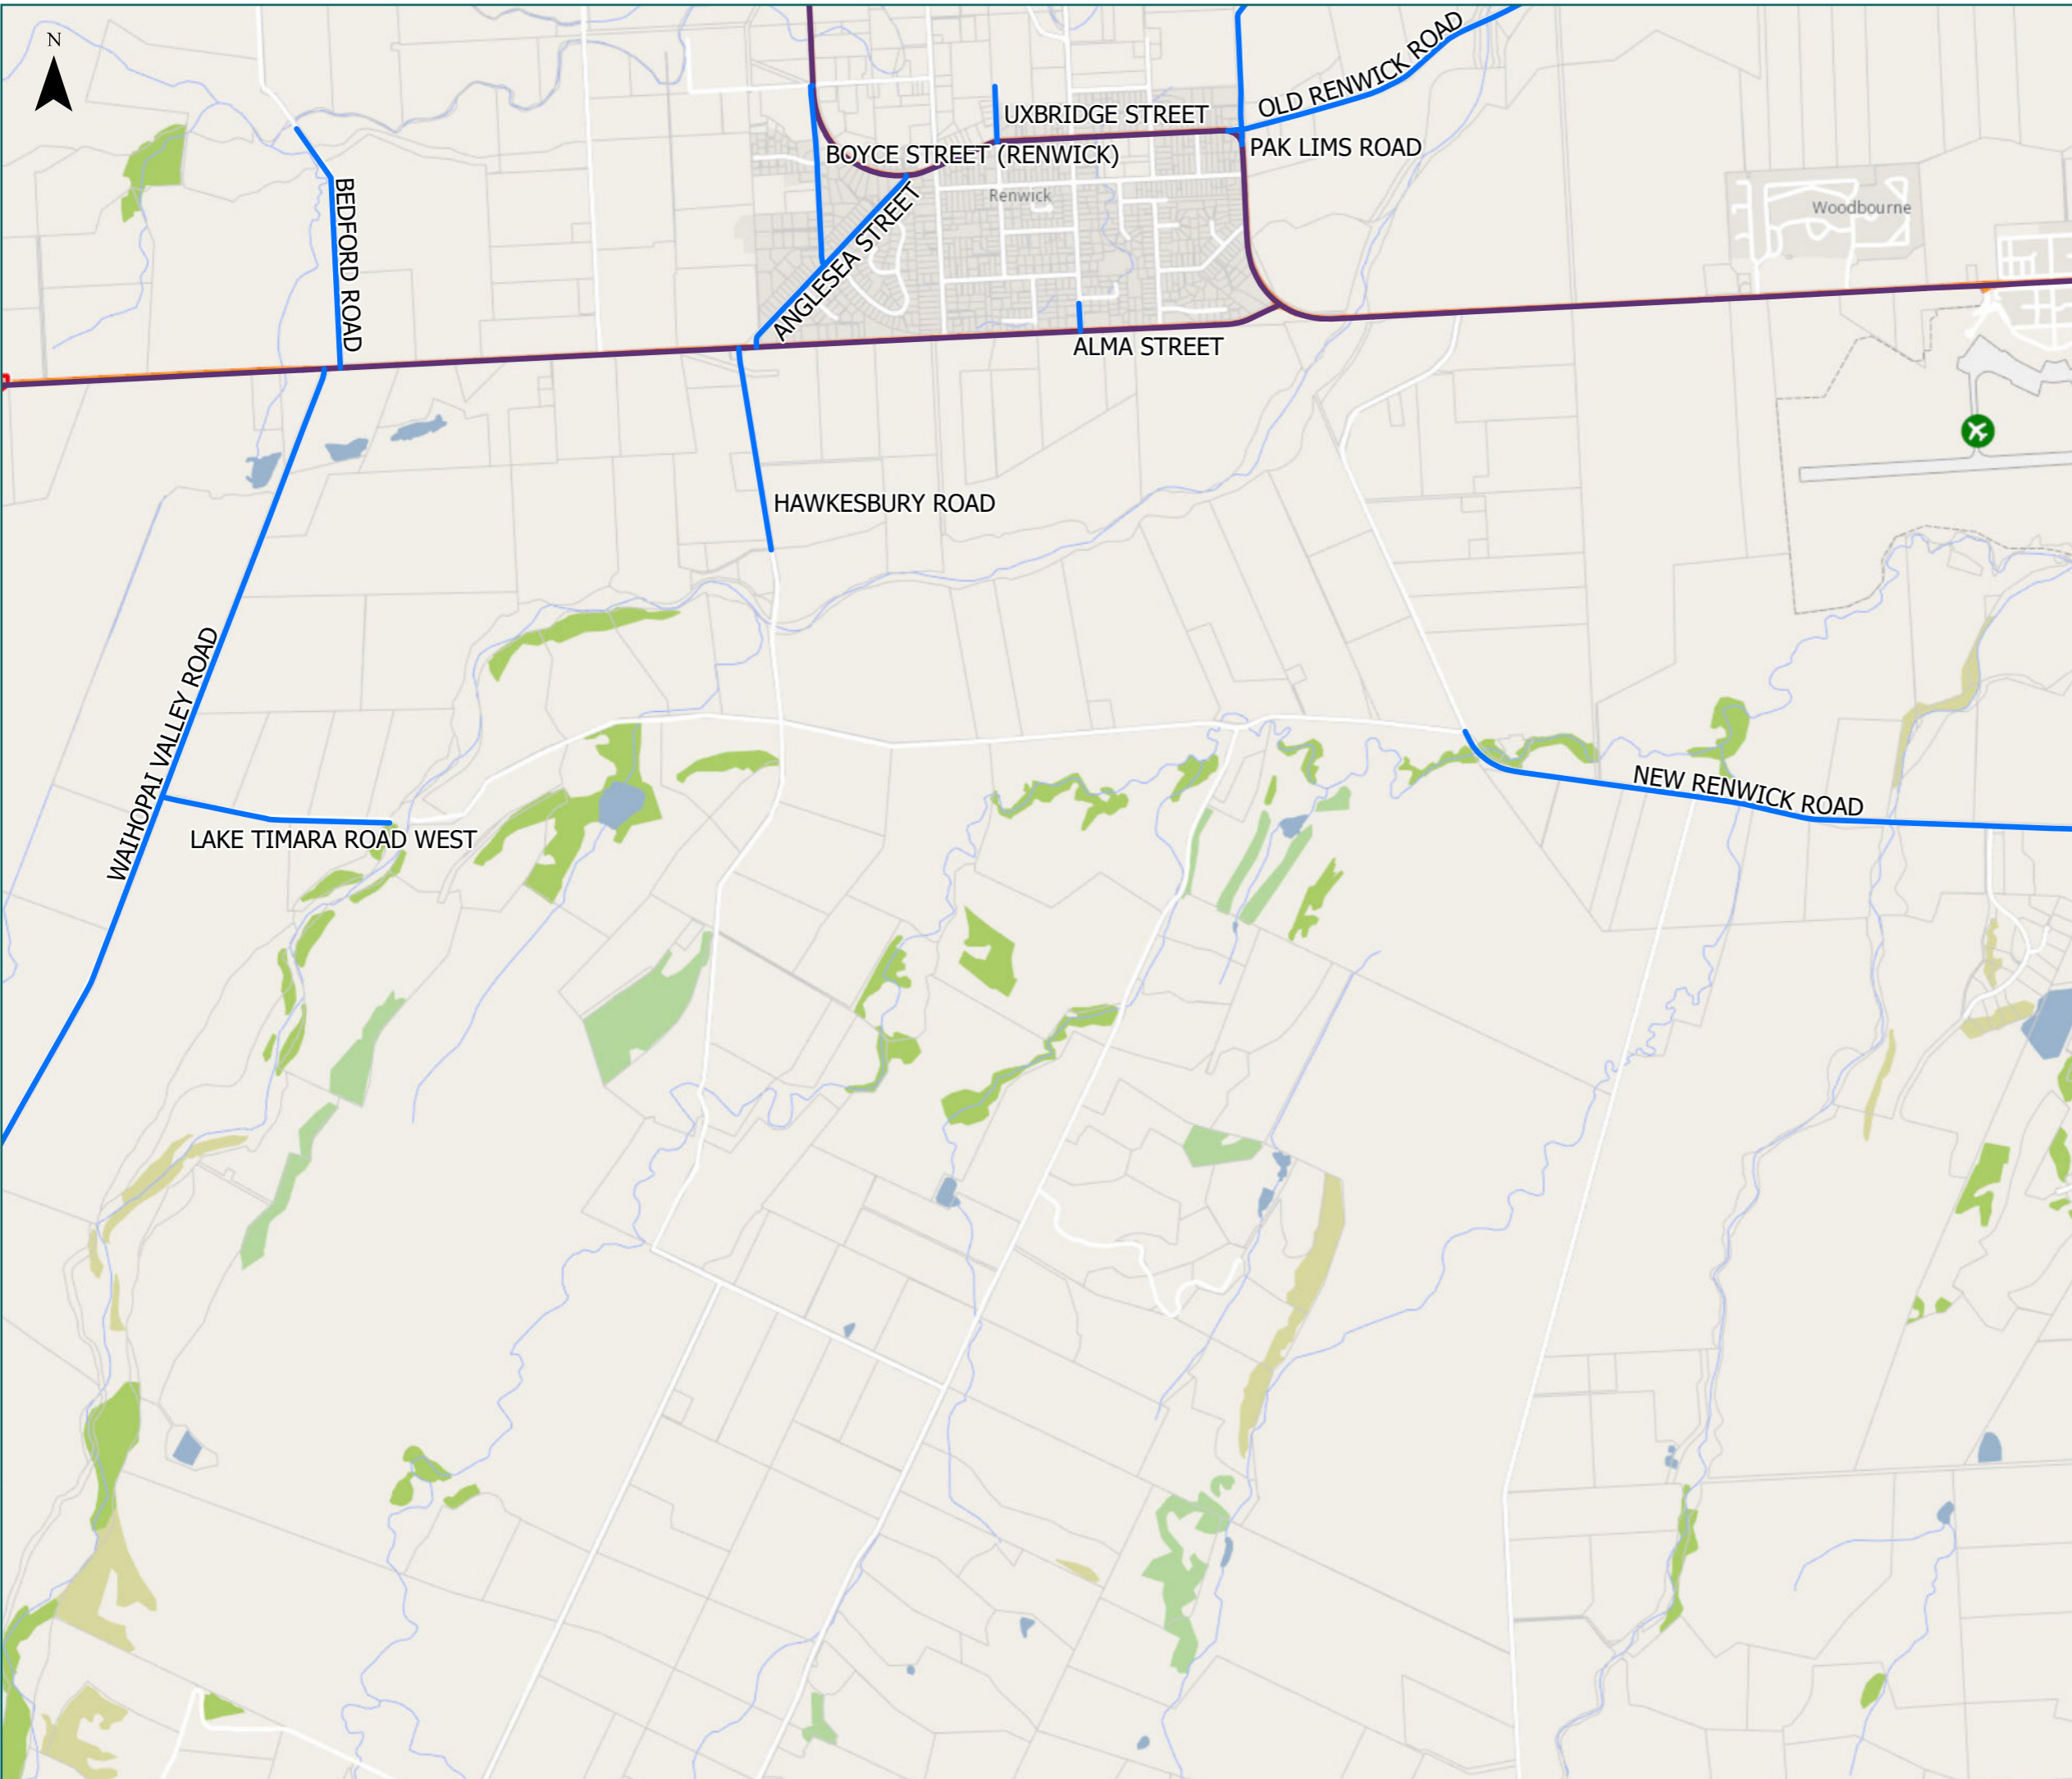 N
OLD RENWICK ROAD
UXBRIDGE STREET
PAK LIMS ROAD
BOYCE STREET (RENWICK)
Renwick
Woodbourne
BEDFORD ROAD
ANGLESEA STREET
ALMA STREET
HAWKESBURY ROAD
WAIHOPAI VALLEY ROAD
NEW RENWICK ROAD
LAKE TIMARA ROAD WEST